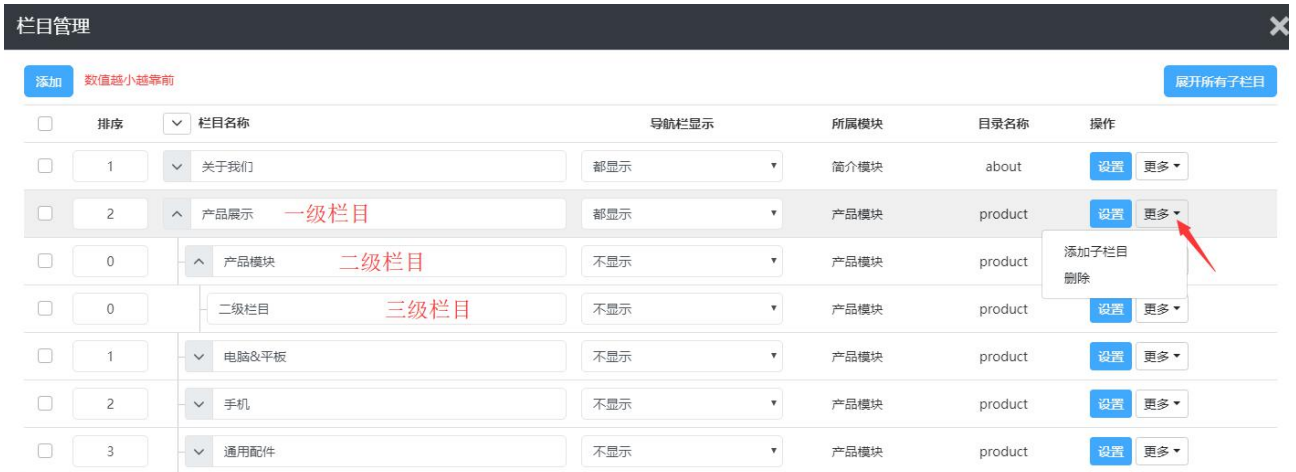 栏目管理
添加 数值越小越靠前 展开所有子栏目
排序 栏目名称 导航栏显示 所属模块 目录名称 操作
1 关于我们 都显示 简介模块 about 设置 更多
2 产品展示 一级栏目 都显示 产品模块 product 设置 更多
0 产品模块 二级栏目 不显示 产品模块 product
添加子栏目
删除
0 二级栏目 三级栏目 不显示 产品模块 product 设置 更多
1 电脑&平板 不显示 产品模块 product 设置 更多
2 手机 不显示 产品模块 product 设置 更多
3 通用配件 不显示 产品模块 product 设置 更多